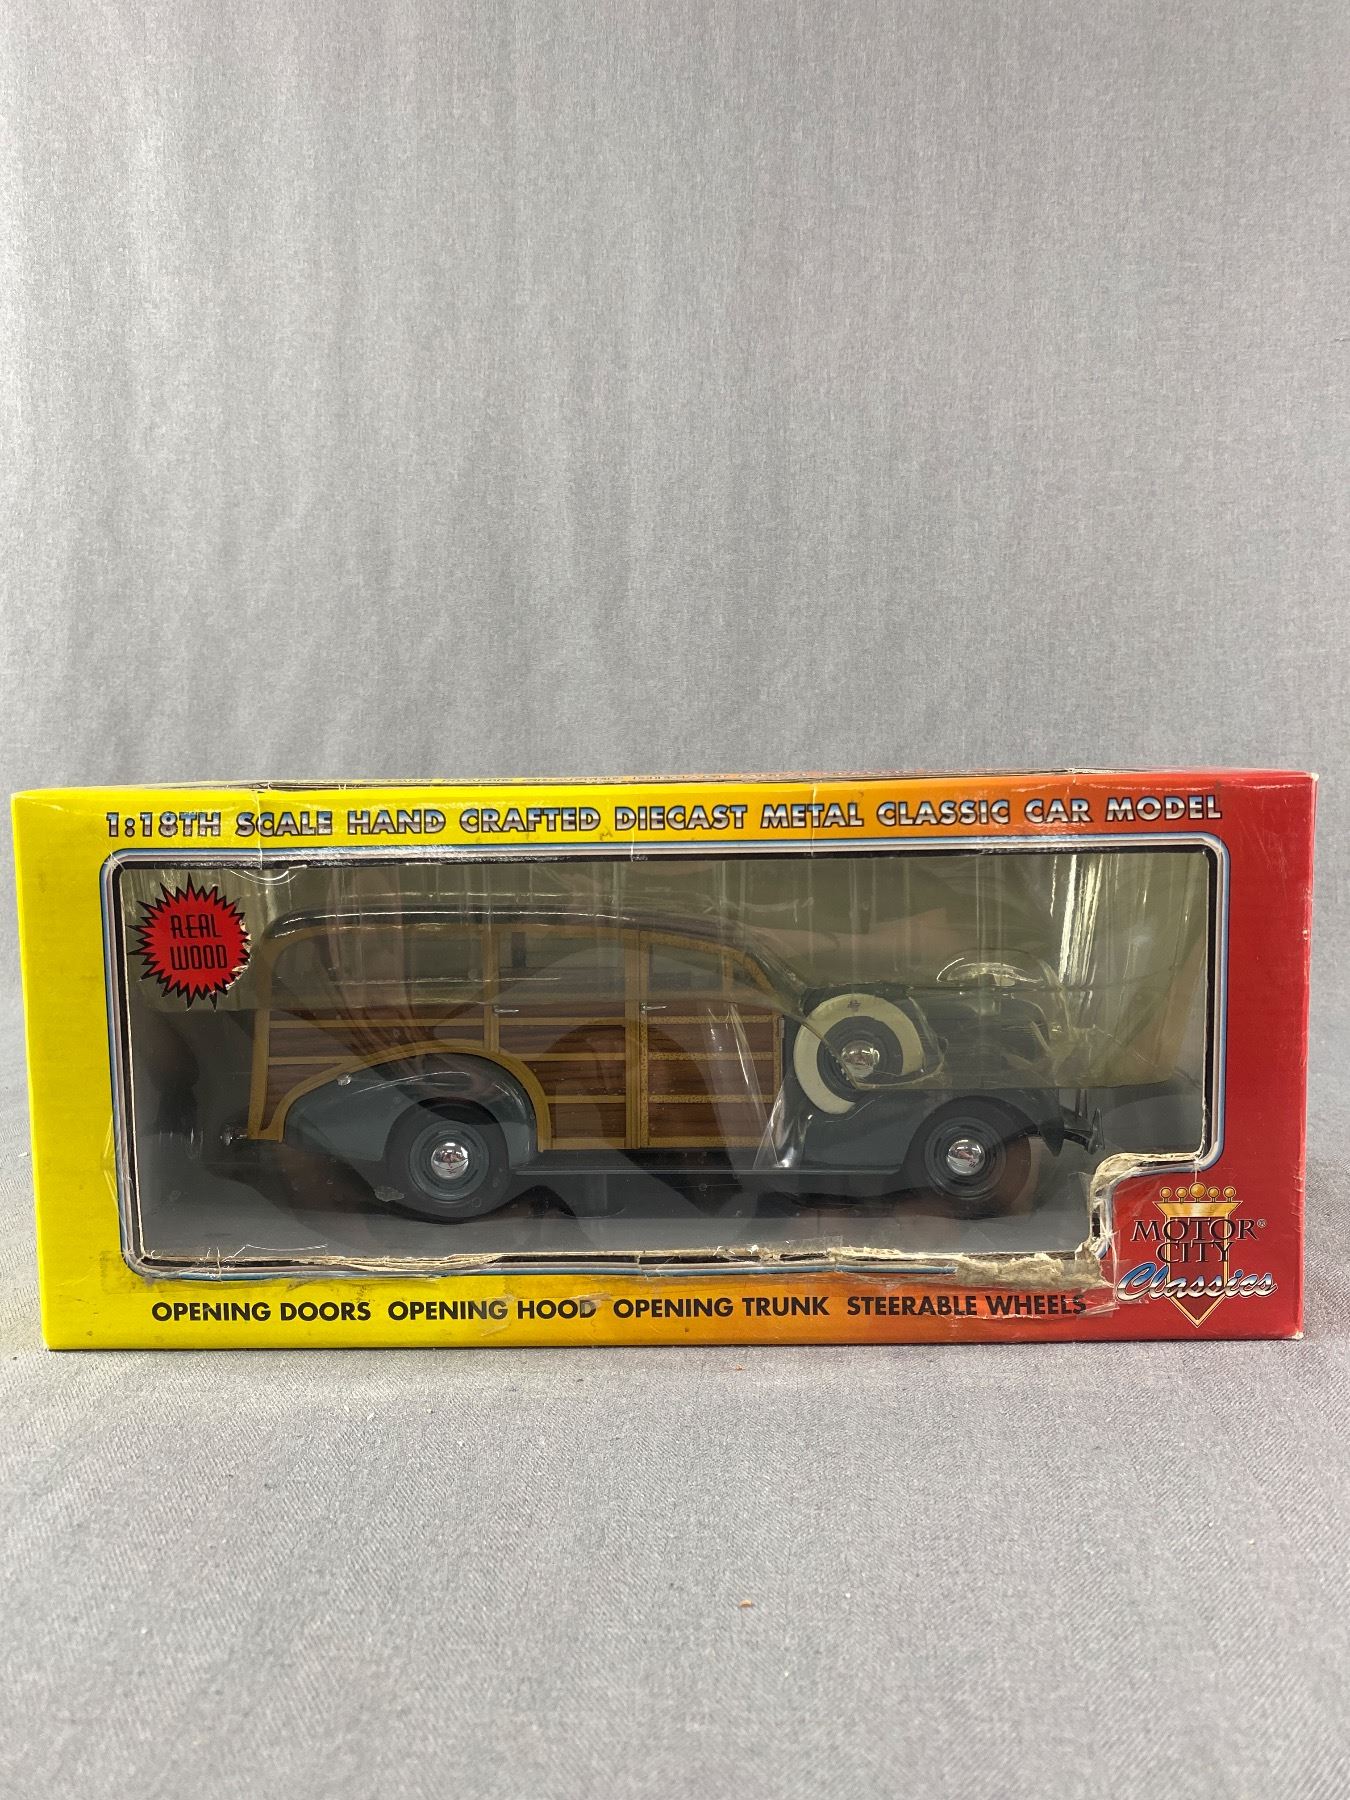 1:18TH SCALE HAND CRAFTED DIECAST METAL CLASSIC CAR MODEL
REAL
WOOD
MOTOR®
CITY
Classics
OPENING DOORS OPENING HOOD OPENING TRUNK STEERABLE WHEELS